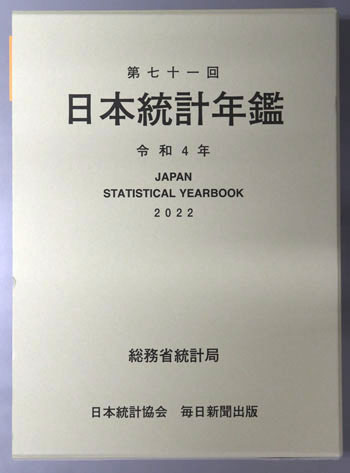 第七十一回
日本統計年鑑
令和4年
JAPAN
STATISTICAL YEARBOOK
2022
総務省統計局
日本統計協会 毎日新聞出版